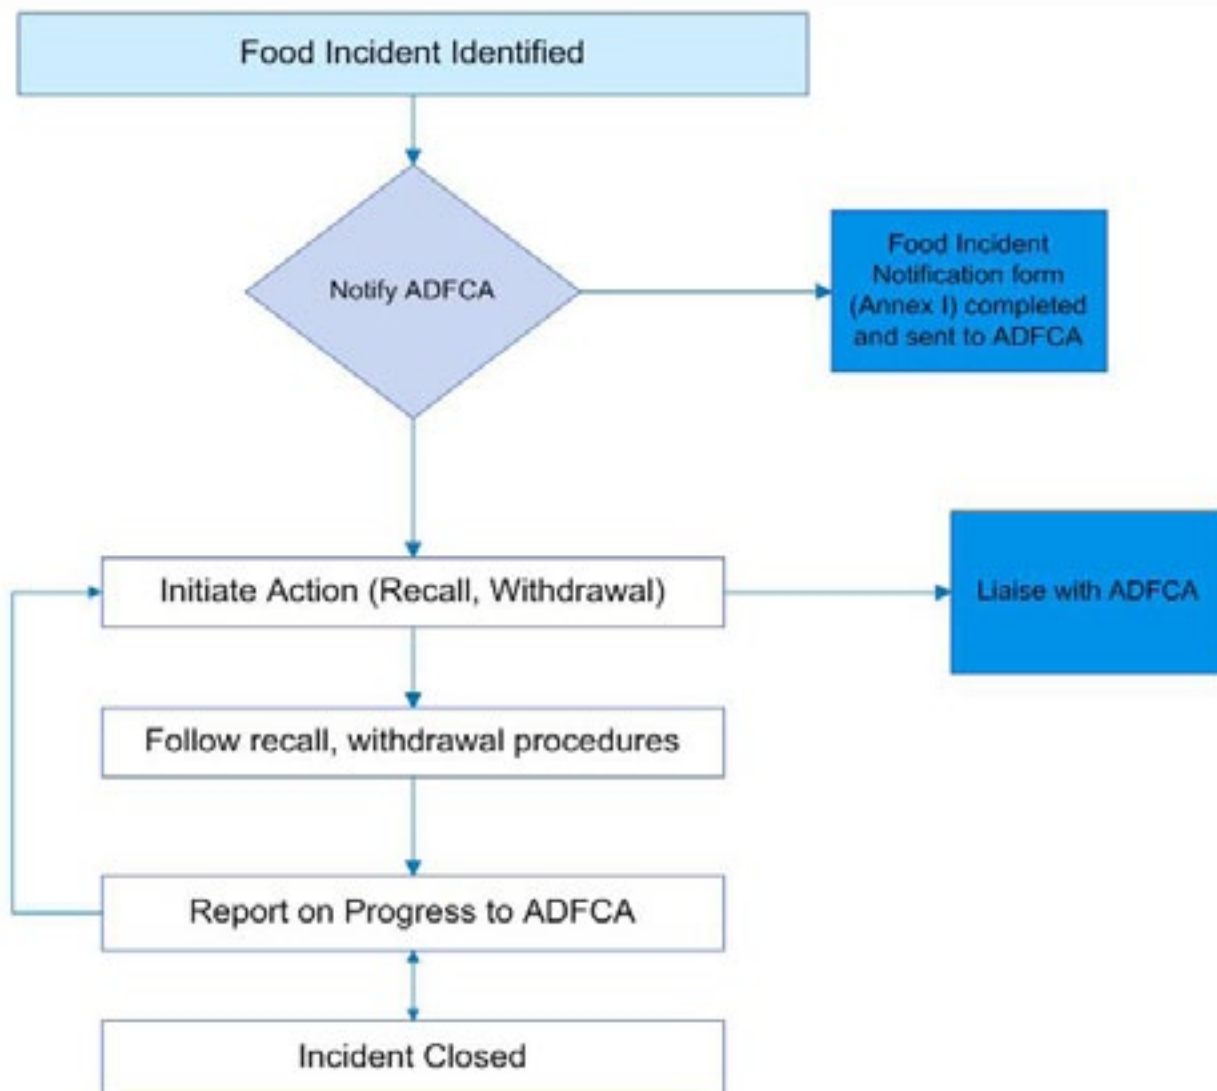 Food Incident Identified
Notify ADFCA
Food Incident
Notification form
(Annex I) completed
and sent to ADFCA
Initiate Action (Recall, Withdrawal)
Liaise with ADFCA
Follow recall, withdrawal procedures
Report on Progress to ADFCA
Incident Closed